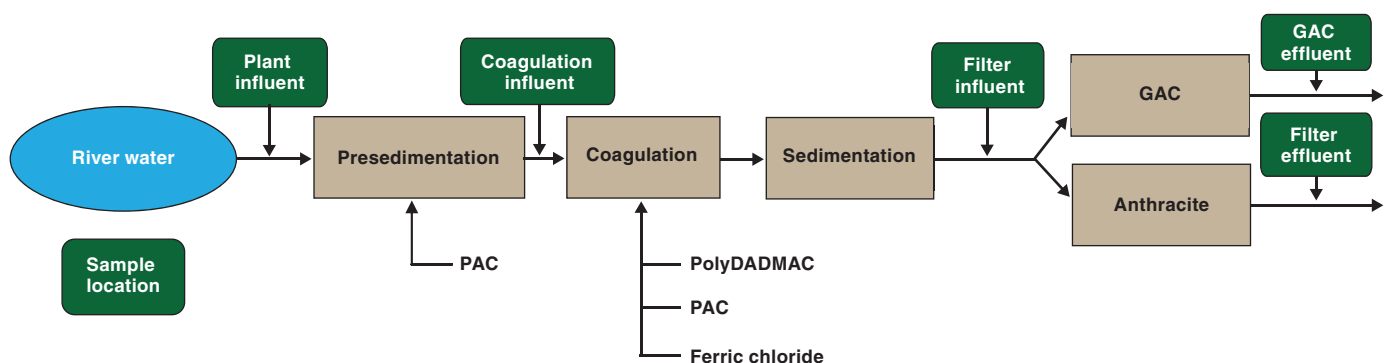 Plant
influent
Coagulation
influent
Filter
influent
GAC
effluent
GAC
Filter
effluent
River water
Presedimentation
Coagulation
Sedimentation
Anthracite
Sample
location
PAC
PolyDADMAC
PAC
Ferric chloride